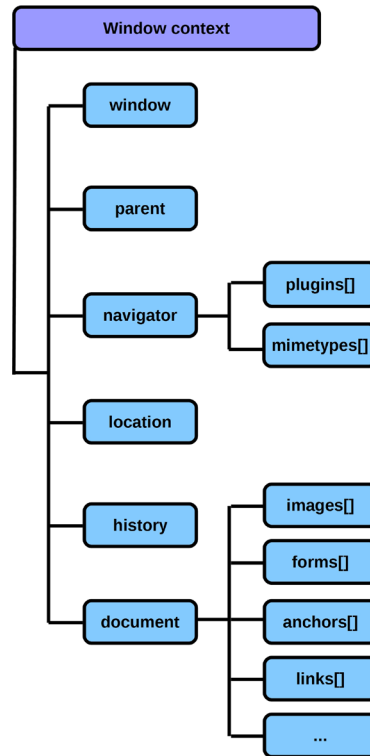 Window context
window
parent
navigator
plugins[]
mimetypes[]
location
history
document
images[]
forms[]
anchors[]
links[]
...